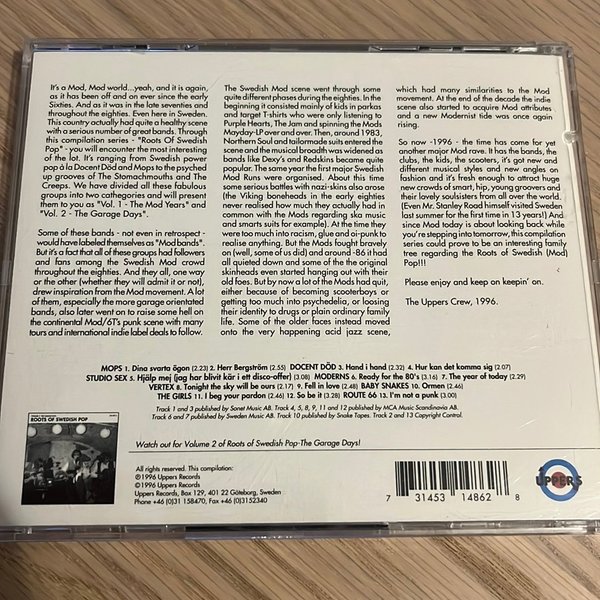 It's a Mod, Mod world...yeah, and it is again,
as it has been off and on ever since the early
Sixties. And as it was in the late seventies and
throughout the eighties. Even here in Sweden.
This country actually had quite a healthy scene
with a serious number of great bands. Through
this compilation series - "Roots Of Swedish
Pop" - you will encounter the most interesting
of the lot. It's ranging from Swedish power
pop à la Docent Död and Mops to the psyched
up grooves of The Stomachmouths and The
Creeps. We have divided all these fabulous
groups into two cathegories and will present
them to you as "Vol. 1 - The Mod Years" and
"Vol. 2 - The Garage Days".
Some of these bands - not even in retrospect -
would have labeled themselves as "Mod bands".
But it's a fact that all of these groups had followers
and fans among the Swedish Mod crowd
throughout the eighties. And they all, one way
or the other (whether they will admit it or not),
drew inspiration from the Mod movement. A lot
of them, especially the more garage orientated
bands, also later went on to raise some hell on
the continental Mod/6T's punk scene with many
tours and international indie label deals to follow.
The Swedish Mod scene went through some
quite different phases during the eighties. In the
beginning it consisted mainly of kids in parkas
and target T-shirts who were only listening to
Purple Hearts, The Jam and spinning the Mods
Mayday-LP over and over. Then, around 1983,
Northern Soul and tailormade suits entered the
scene and the musical broadth was widened as
bands like Dexy's and Redskins became quite
popular. The same year the first major Swedish
Mod Runs were organised. About this time
some serious battles with nazi-skins also arose
(the Viking boneheads in the early eighties
never realised how much they actually had in
common with the Mods regarding ska music
and smarts suits for example). At the time they
were too much into racism, glue and oi-punk to
realise anything. But the Mods fought bravely
on (well, some of us did) and around -86 it had
all quieted down and some of the the original
skinheads even started hanging out with their
old foes. But by now a lot of the Mods had quit,
either because of becoming scooterboys or
getting too much into psychedelia, or loosing
their identity to drugs or plain ordinary family
life. Some of the older faces instead moved
onto the very happening acid jazz scene,
which had many similarities to the Mod
movement. At the end of the decade the indie
scene also started to acquire Mod attributes
and a new Modernist tide was once again
rising.
So now -1996 - the time has come for yet
another major Mod rave. It has the bands, the
clubs, the kids, the scooters, it's got new and
different musical styles and new angles on
fashion and it's fresh enough to attract huge
new crowds of smart, hip, young groovers and
their lovely soulsisters from all over the world.
(Even Mr. Stanley Road himself visited Sweden
last summer for the first time in 13 years!) And
since Mod today is about looking back while
you're stepping into tomorrow, this compilation
series could prove to be an interesting family
tree regarding the Roots of Swedish (Mod)
Pop!!!
Please enjoy and keep on keepin' on.
The Uppers Crew, 1996.
MOPS 1. Dina svarta ögon (2.23) 2. Herr Bergström (5.02) DOCENT DÖD 3. Hand i hand (2.32) 4. Hur kan det komma sig (2.07)
STUDIO SEX 5. Hjälp mej (jag har blivit kär i ett disco-offer) (3.08) MODERNS 6. Ready for the 80's (3.16) 7. The year of today (2.29)
VERTEX 8. Tonight the sky will be ours (2.17) 9. Fell in love (2.48) BABY SNAKES 10. Ormen (2.46)
THE GIRLS 11. I beg your pardon (2.46) 12. So be it (3.28) ROUTE 66 13. I'm not a punk (3.00)
Track 1 and 3 published by Sonet Music AB. Track 4, 5, 8, 9, 11 and 12 published by MCA Music Scandinavia AB.
Track 6 and 7 published by Sweden Music AB. Track 10 published by Snake Tapes. Track 2 and 13 Copyright Control.
ROOTS OF SWEDISH POP
Watch out for Volume 2 of Roots of Swedish Pop-The Garage Days!
All rights reserved. This compilation:
℗1996 Uppers Records
©1996 Uppers Records
Uppers Records, Box 129, 401 22 Göteborg, Sweden
Phone +46 (0)31 158470, Fax +46 (0)3152340
7 31453 14862 8
UPPERS